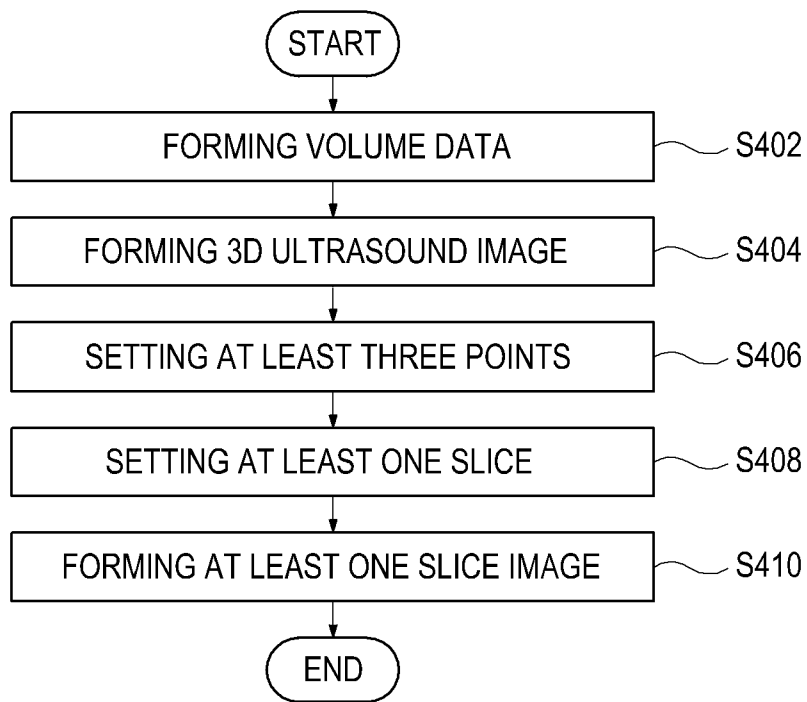 START
FORMING VOLUME DATA
S402
FORMING 3D ULTRASOUND IMAGE
S404
SETTING AT LEAST THREE POINTS
S406
SETTING AT LEAST ONE SLICE
S408
FORMING AT LEAST ONE SLICE IMAGE
S410
END